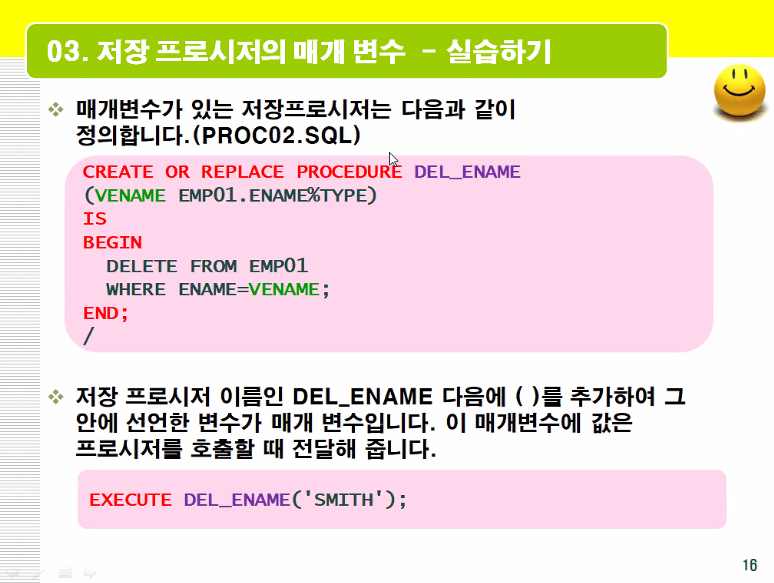 03. 저장 프로시저의 매개 변수 - 실습하기
매개변수가 있는 저장프로시저는 다음과 같이
정의합니다.(PROC02.SQL)
CREATE OR REPLACE PROCEDURE DEL_ENAME
(VENAME EMP01.ENAME%TYPE)
IS
BEGIN
DELETE FROM EMP01
WHERE ENAME=VENAME;
END;
/
저장 프로시저 이름인 DEL_ENAME 다음에 ( )를 추가하여 그
안에 선언한 변수가 매개 변수입니다. 이 매개변수에 값은
프로시저를 호출할 때 전달해 줍니다.
EXECUTE DEL_ENAME('SMITH');
16